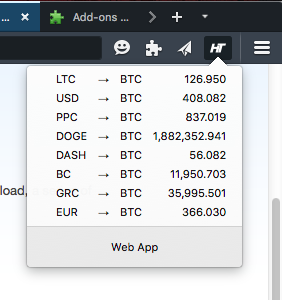 ... Add-ons
HT
LTC → BTC 126.950
USD → BTC 408.082
PPC → BTC 837.019
DOGE → BTC 1,882,352.941
DASH → BTC 56.082
BC → BTC 11,950.703
GRC → BTC 35,995.501
EUR → BTC 366.030
load,
Web App